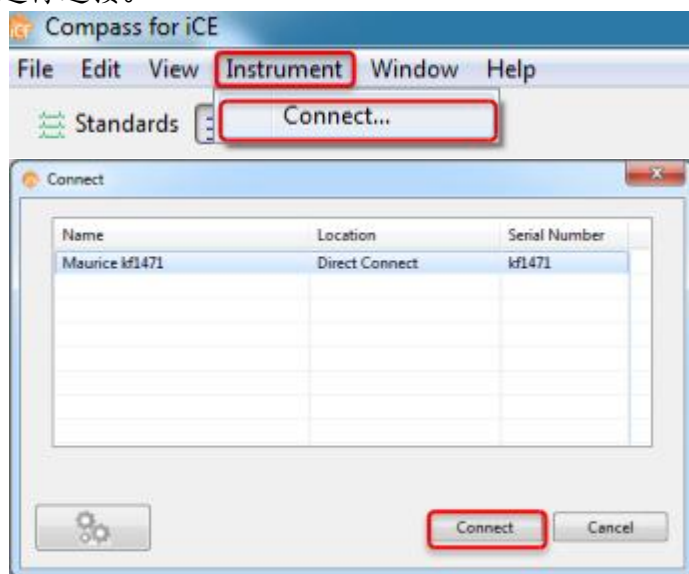 Compass for iCE
File Edit View Instrument Window Help
Standards
Connect...
Connect
Name Location Serial Number
Maurice kf1471 Direct Connect kf1471
Connect Cancel